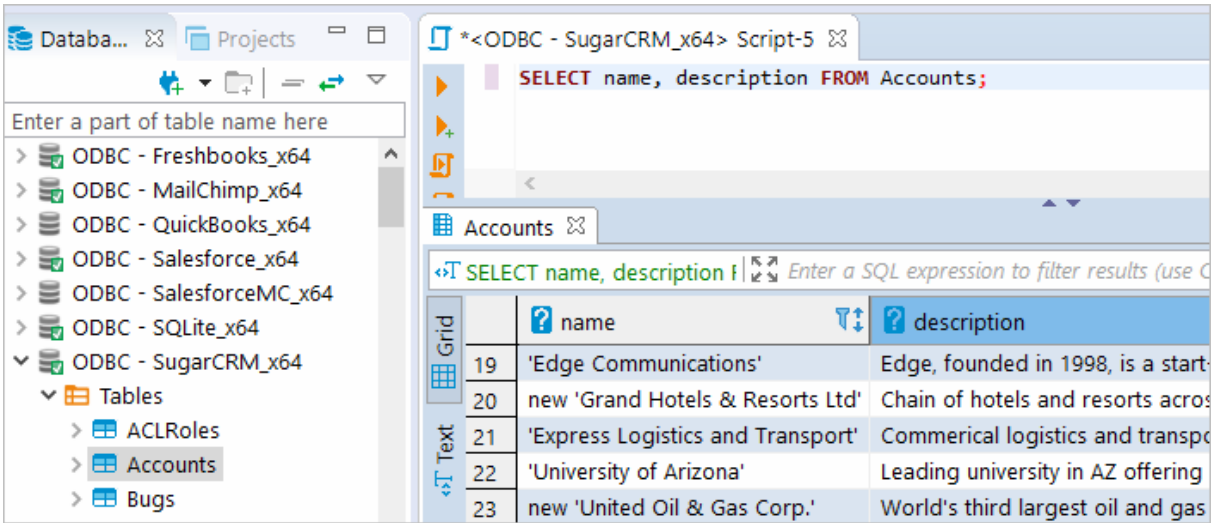 Databa...
Projects
Enter a part of table name here
ODBC - Freshbooks_x64
ODBC - MailChimp_x64
ODBC - QuickBooks_x64
ODBC - Salesforce_x64
ODBC - SalesforceMC_x64
ODBC - SQLite_x64
ODBC - SugarCRM_x64
Tables
ACLRoles
Accounts
Bugs
*<ODBC - SugarCRM_x64> Script-5
SELECT name, description FROM Accounts;
Accounts
SELECT name, description F
Enter a SQL expression to filter results (use C
Grid
Text
name description
19 'Edge Communications' Edge, founded in 1998, is a start-
20 new 'Grand Hotels & Resorts Ltd' Chain of hotels and resorts acros
21 'Express Logistics and Transport' Commerical logistics and transpo
22 'University of Arizona' Leading university in AZ offering
23 new 'United Oil & Gas Corp.' World's third largest oil and gas